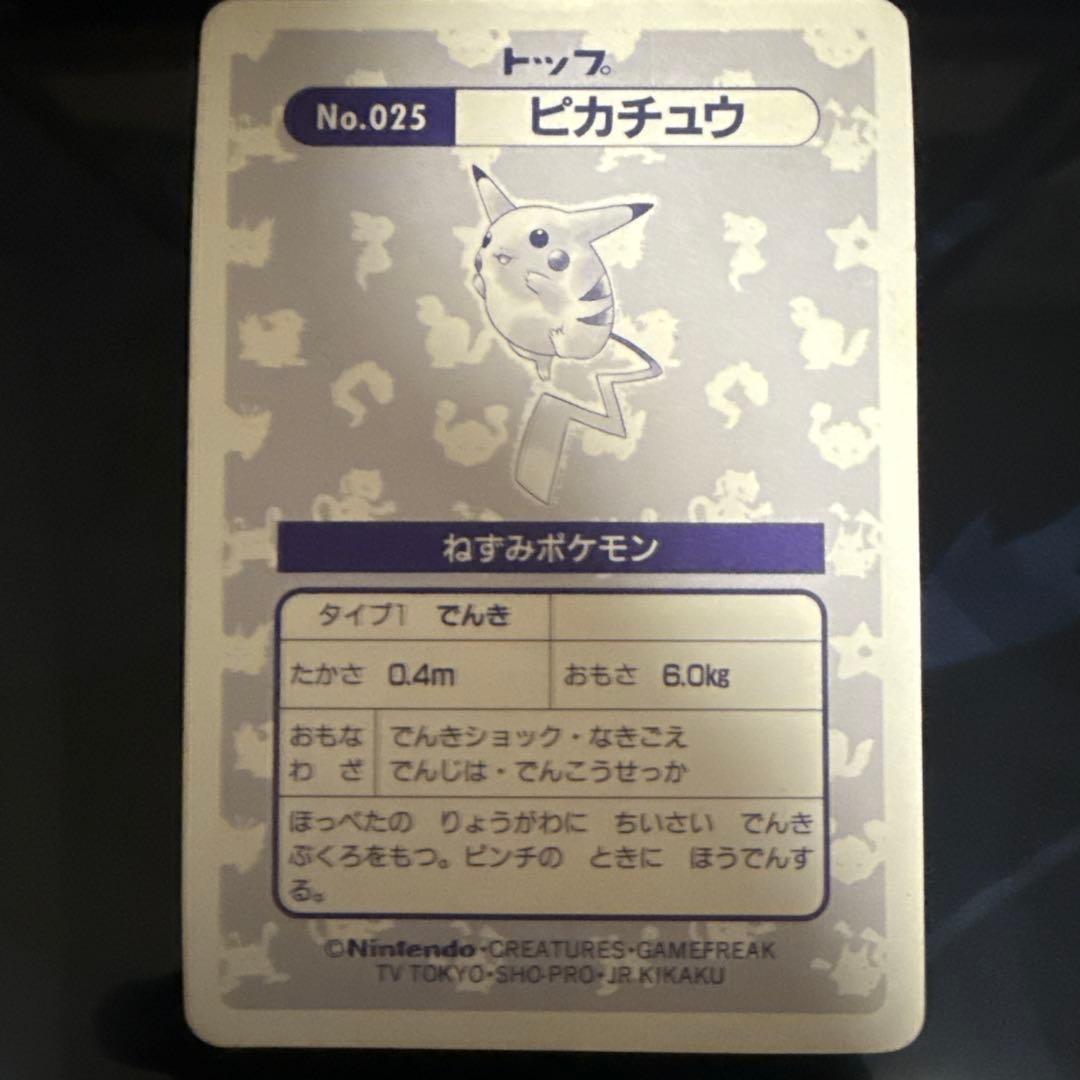 トップ。
No.025 ピカチュウ
ねずみポケモン
タイプ1 でんき
たかさ 0.4m おもさ 6.0kg
おもな でんきショック・なきごえ
わざ でんじは・でんこうせっか
ほっぺたの りょうがわに ちいさい でんき
ぶくろをもつ。ピンチの ときに ほうでんす
る。
©Nintendo・CREATURES・GAMEFREAK
TV TOKYO・SHO-PRO・JR KIKAKU